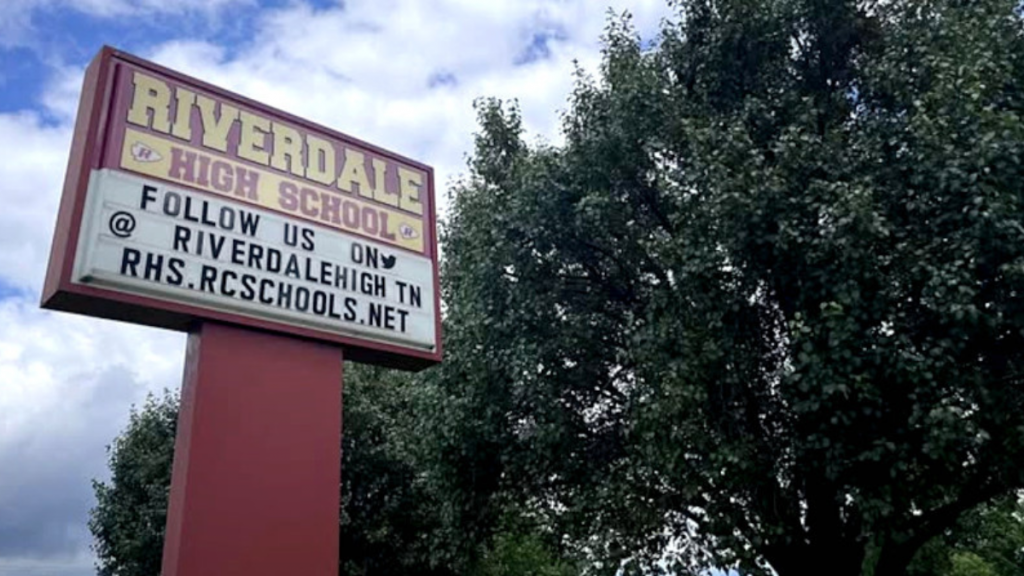 RIVERDALE
HIGH SCHOOL
FOLLOW US ON
@ RIVERDALEHIGH TN
RHS.RCSCHOOLS.NET